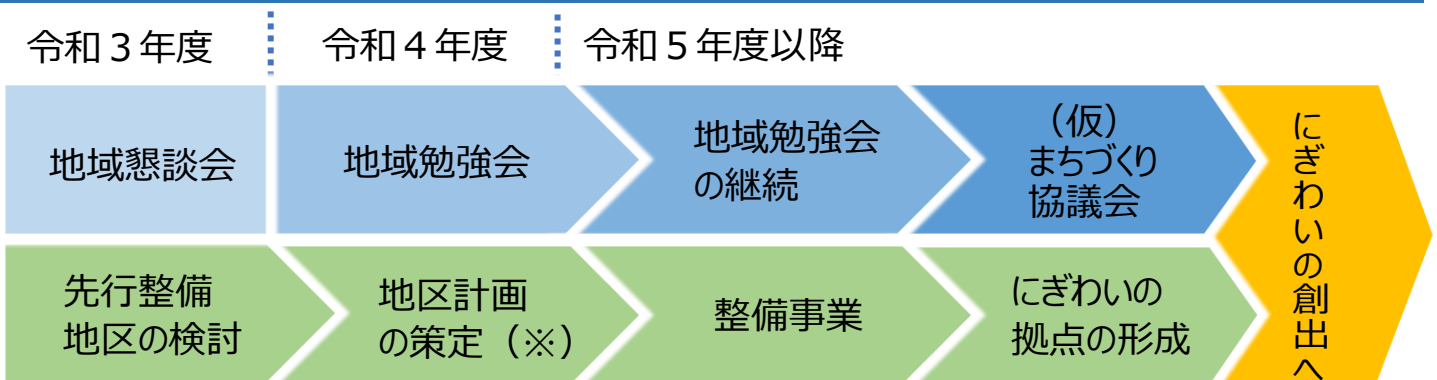 令和３年度
令和４年度
令和５年度以降
地域懇談会
地域勉強会
地域勉強会
の継続
（仮）
まちづくり
協議会
先行整備
地区の検討
地区計画
の策定（※）
整備事業
にぎわいの
拠点の形成
にぎわいの創出へ